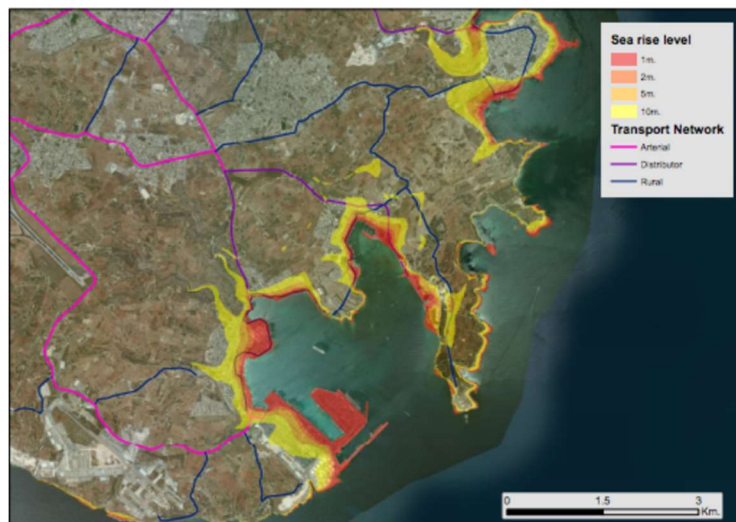 Sea rise level
1m.
2m.
5m.
10m.
Transport Network
Arterial
Distributor
Rural
0 1.5 3
Km.